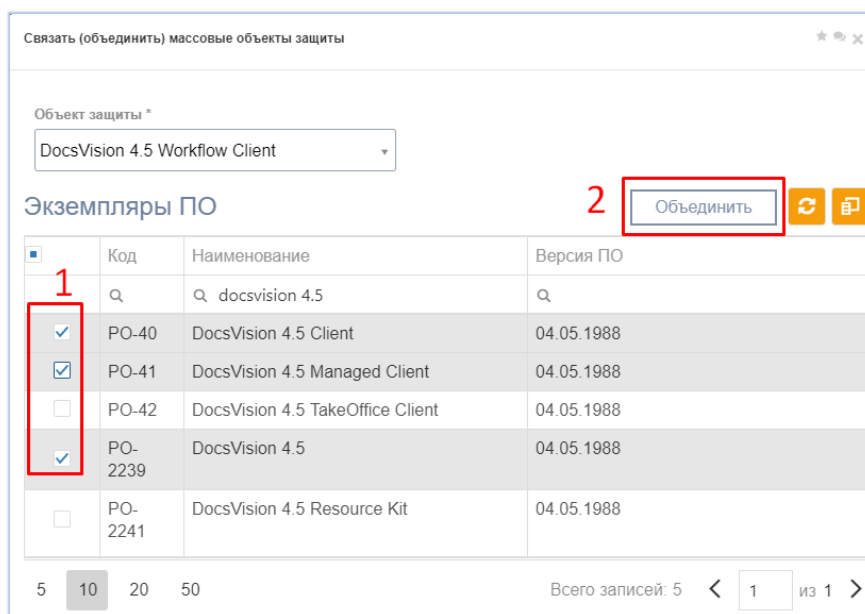 Связать (объединить) массовые объекты защиты
Объект защиты *
DocsVision 4.5 Workflow Client
Экземпляры ПО
2
Объединить
Код Наименование Версия ПО
1
docsvision 4.5
PO-40 DocsVision 4.5 Client 04.05.1988
PO-41 DocsVision 4.5 Managed Client 04.05.1988
PO-42 DocsVision 4.5 TakeOffice Client 04.05.1988
PO- DocsVision 4.5 04.05.1988
2239
PO- DocsVision 4.5 Resource Kit 04.05.1988
2241
5 10 20 50 Всего записей: 5 1 из 1